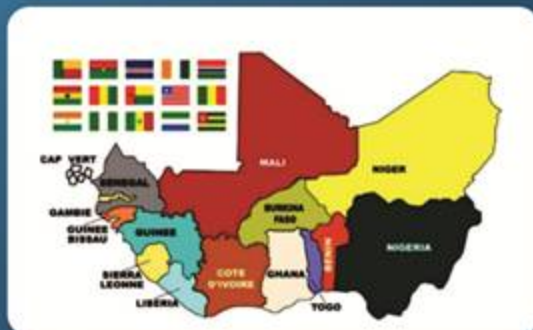 CAP VERT
SENEGAL
MALI
NIGER
GAMBIE
GUINEE
BISSAU
GUINEE
BURKINA
FASO
SIERRA
LEONNE
LIBERIA
COTE
D'IVOIRE
GHANA
TOGO
BENIN
NIGERIA